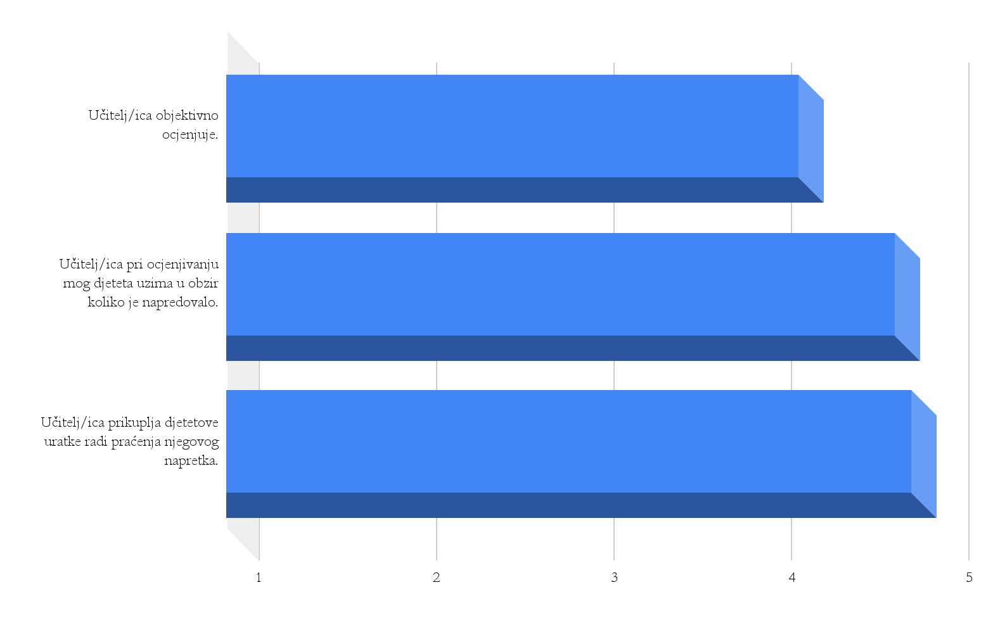 Učitelj/ica objektivno
ocjenjuje.
Učitelj/ica pri ocjenjivanju
mog djeteta uzima u obzir
koliko je napredovalo.
Učitelj/ica prikuplja djetetove
uratke radi praćenja njegovog
napretka.
1 2 3 4 5